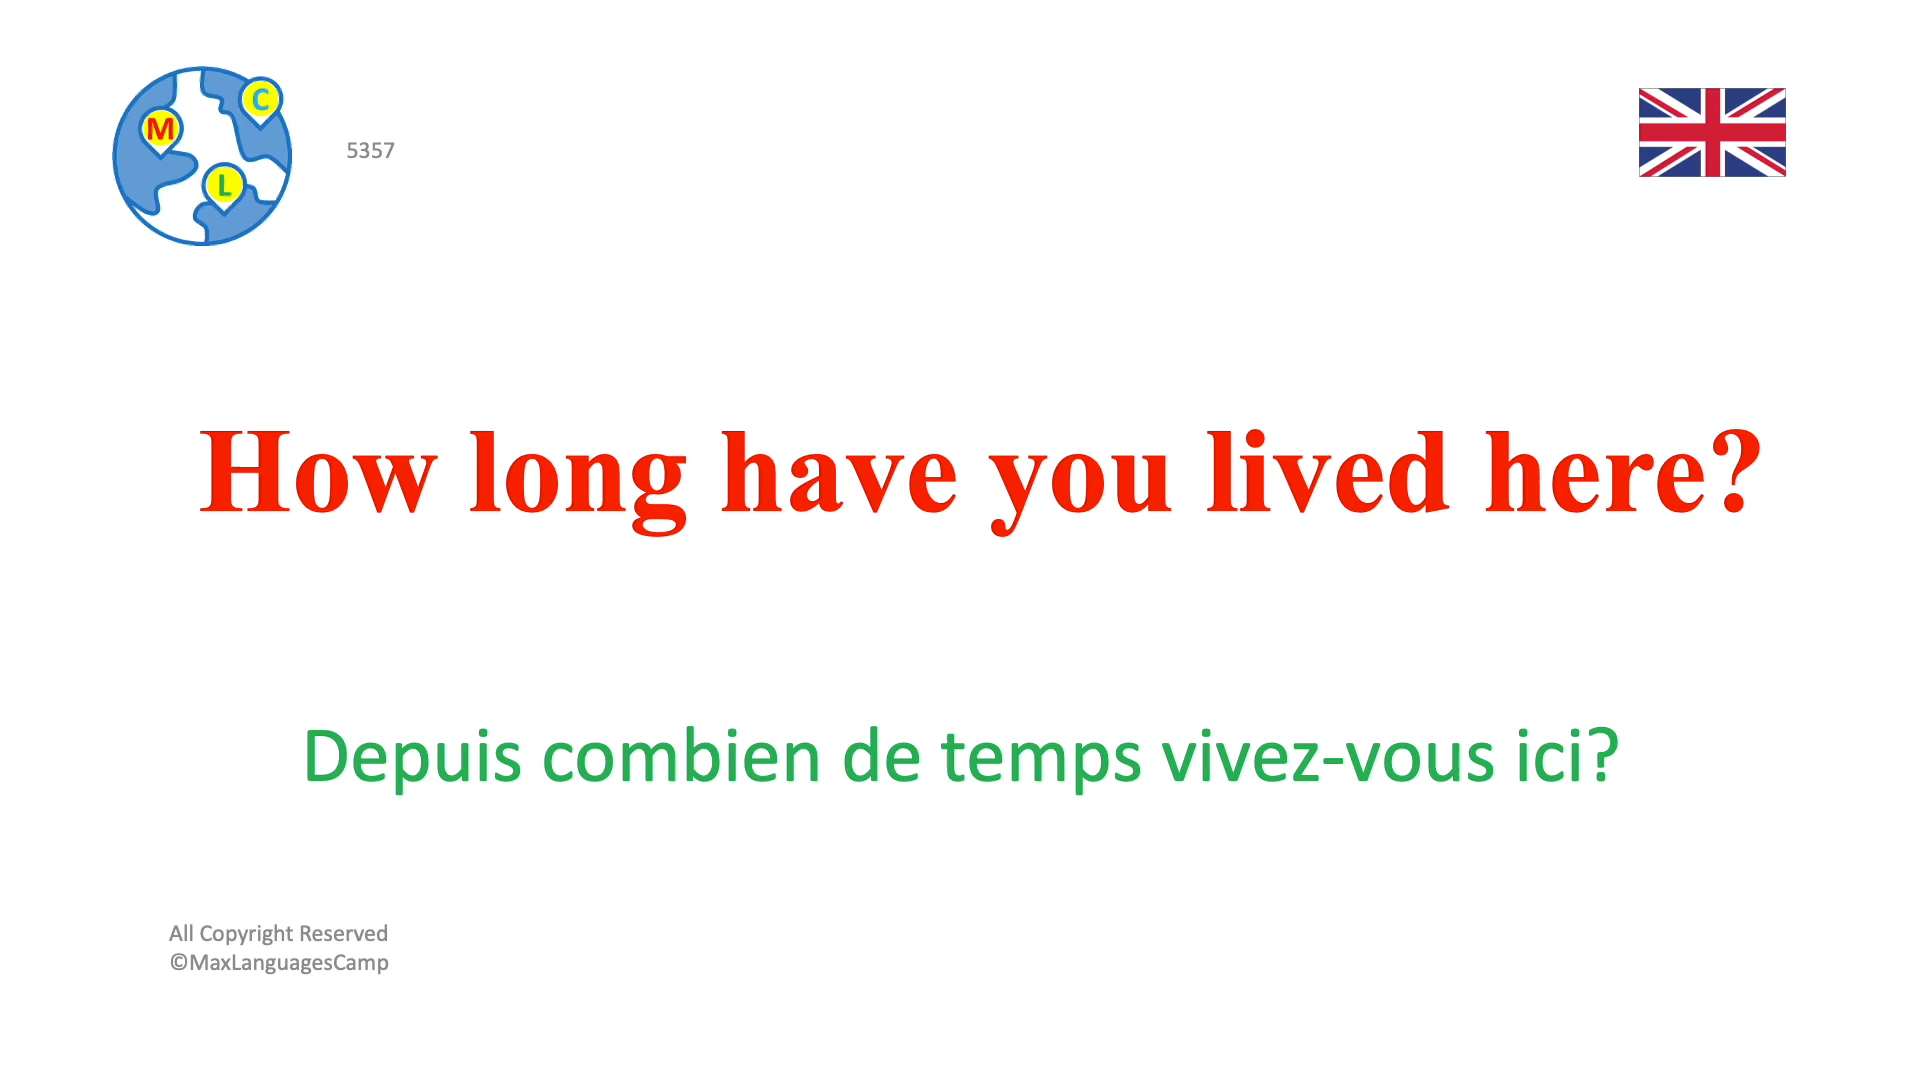 C
M
5357
L
How long have you lived here?
Depuis combien de temps vivez-vous ici?
All Copyright Reserved
©MaxLanguagesCamp